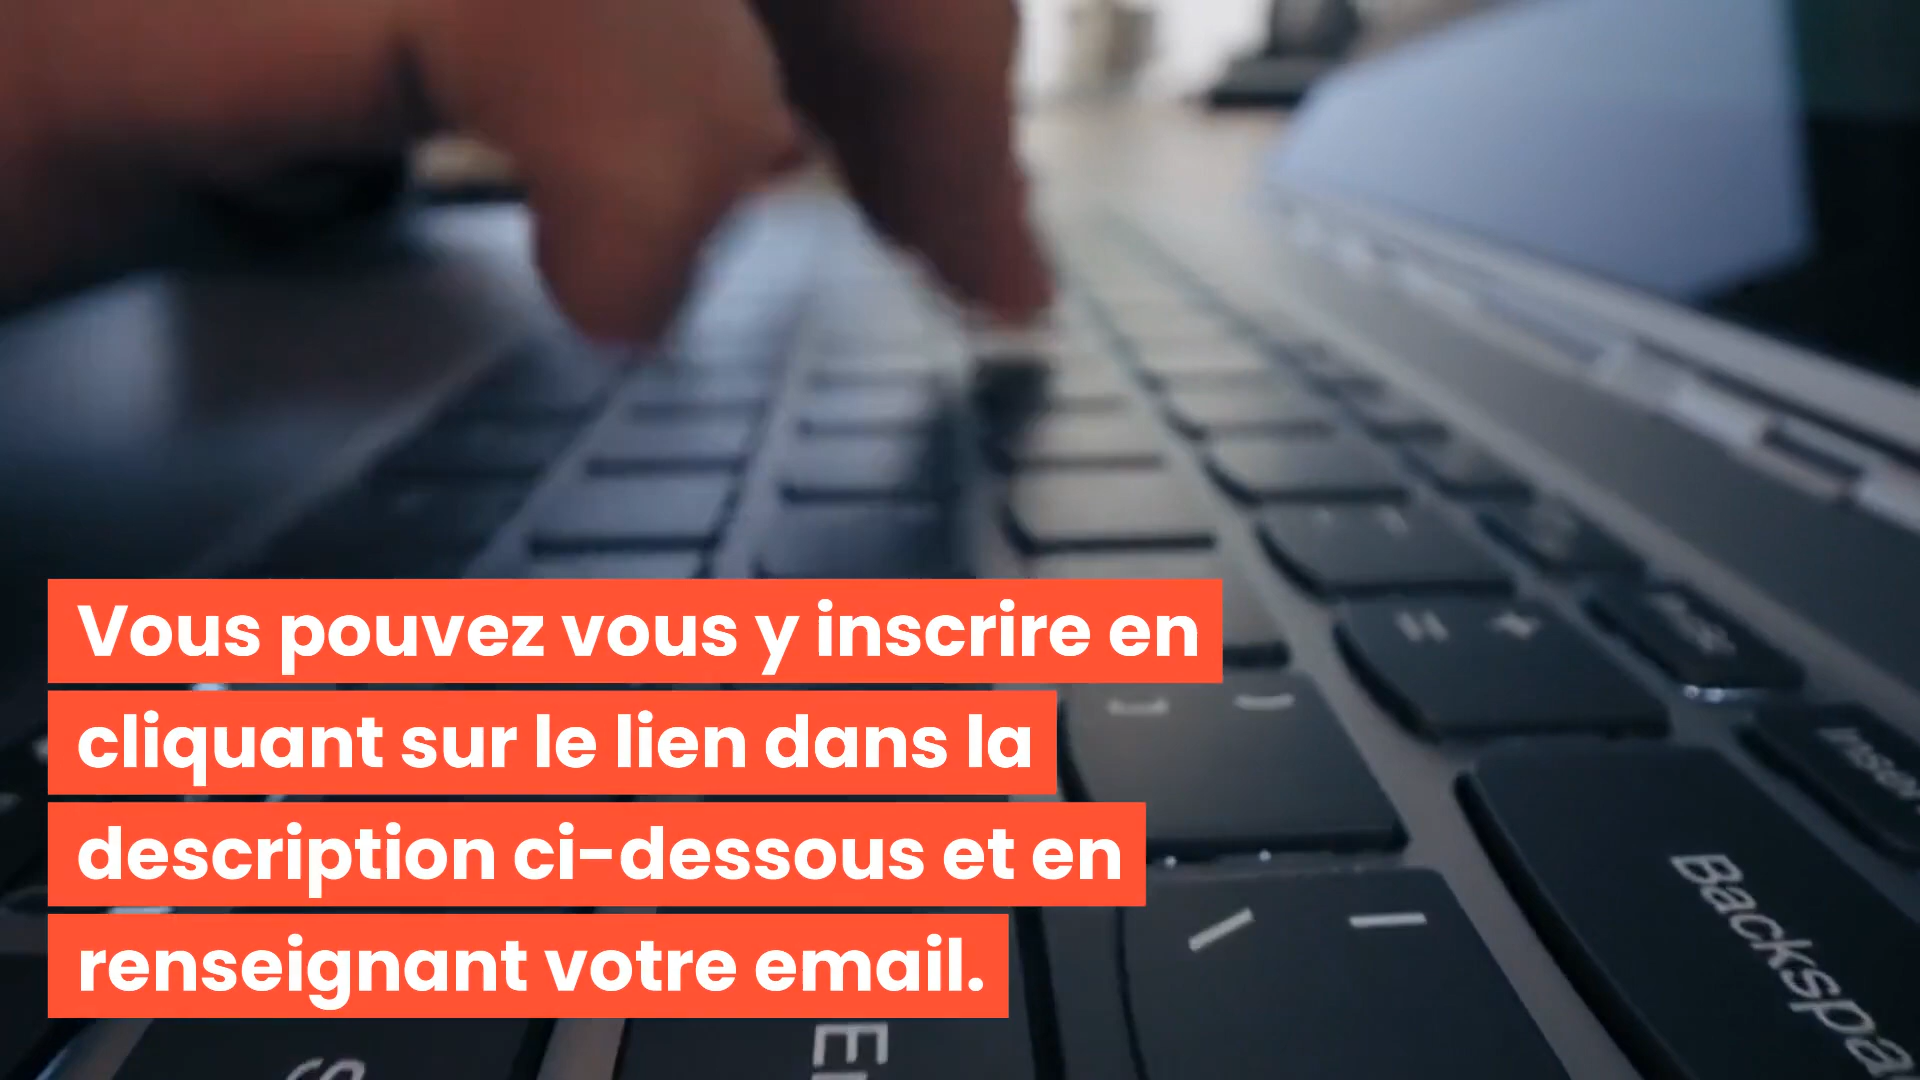 Vous pouvez vous y inscrire en
cliquant sur le lien dans la
description ci-dessous et en
renseignant votre email.
Backspa